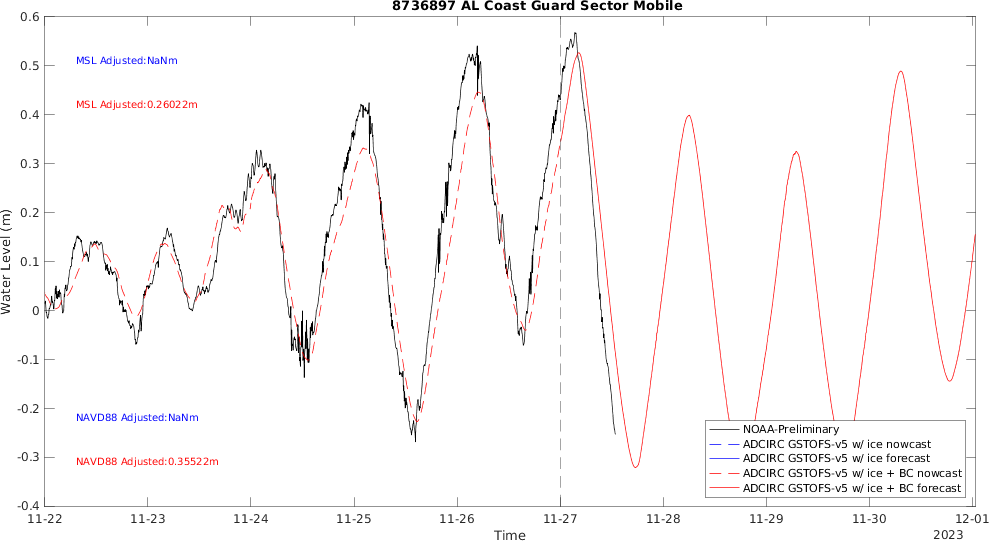 8736897 AL Coast Guard Sector Mobile
0.6
0.5
0.4
0.3
0.2
0.1
0
-0.1
-0.2
-0.3
-0.4
Water Level (m)
MSL Adjusted:NaNm
MSL Adjusted:0.26022m
NAVD88 Adjusted:NaNm
NAVD88 Adjusted:0.35522m
NOAA-Preliminary
ADCIRC GSTOFS-v5 w/ ice nowcast
ADCIRC GSTOFS-v5 w/ ice forecast
ADCIRC GSTOFS-v5 w/ ice + BC nowcast
ADCIRC GSTOFS-v5 w/ ice + BC forecast
11-22 11-23 11-24 11-25 11-26 11-27 11-28 11-29 11-30 12-01
Time
2023